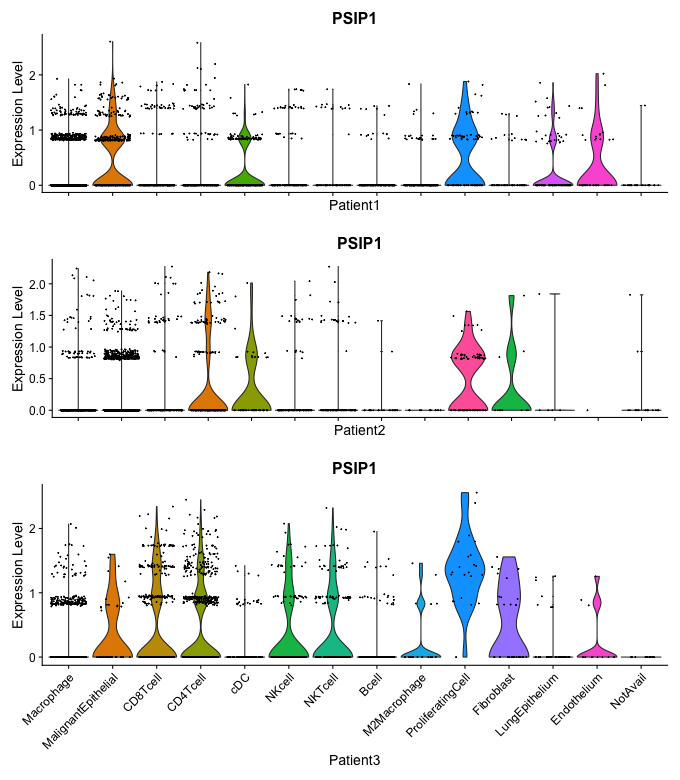 PSIP1
Expression Level
2
1
0
Patient1
PSIP1
Expression Level
2.0
1.5
1.0
0.5
0.0
Patient2
PSIP1
Expression Level
2
1
0
Macrophage
MalignantEpithelial
CD8Tcell
CD4Tcell
cDC
NKcell
NKTcell
Bcell
M2Macrophage
ProliferatingCell
Fibroblast
LungEpithelium
Endothelium
NotAvail
Patient3